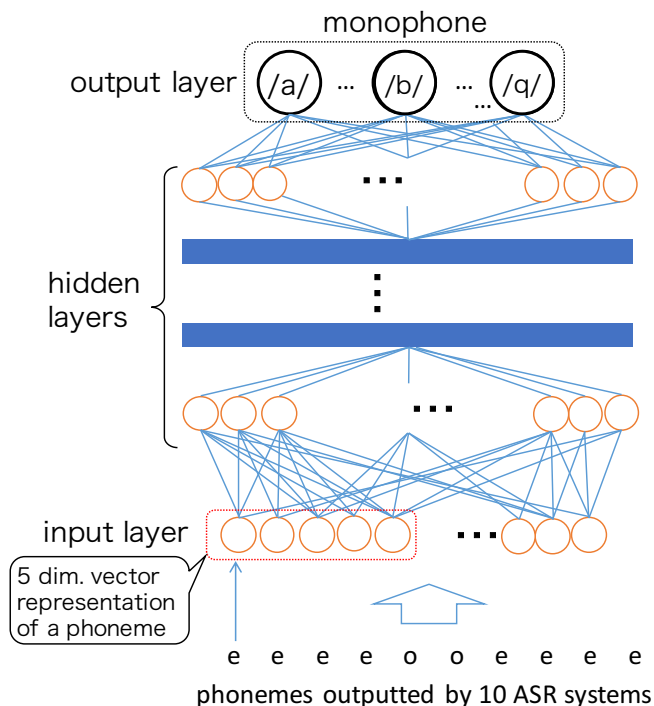 monophone
output layer
/a/ ... /b/ ... ... /q/
...
hidden
layers
...
input layer
...
5 dim. vector
representation
of a phoneme
e e e e o o e e e e e
phonemes outputted by 10 ASR systems